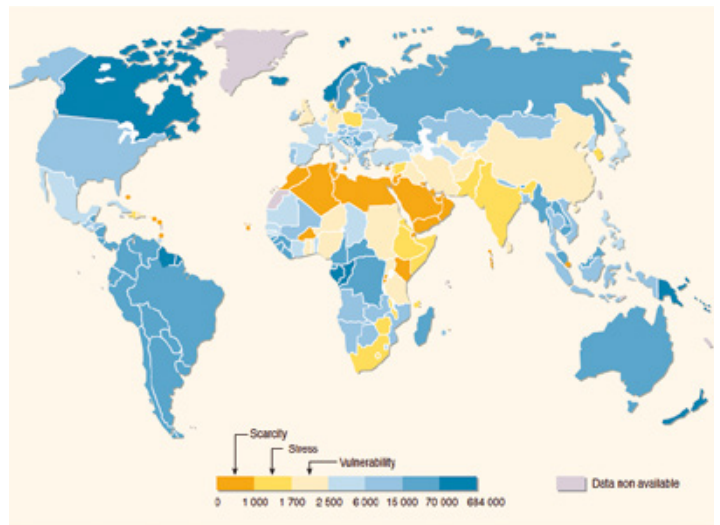 Scarcity
Stress
Vulnerability
0 1 000 1 700 2 500 6 000 15 000 70 000 684 000
Data non available